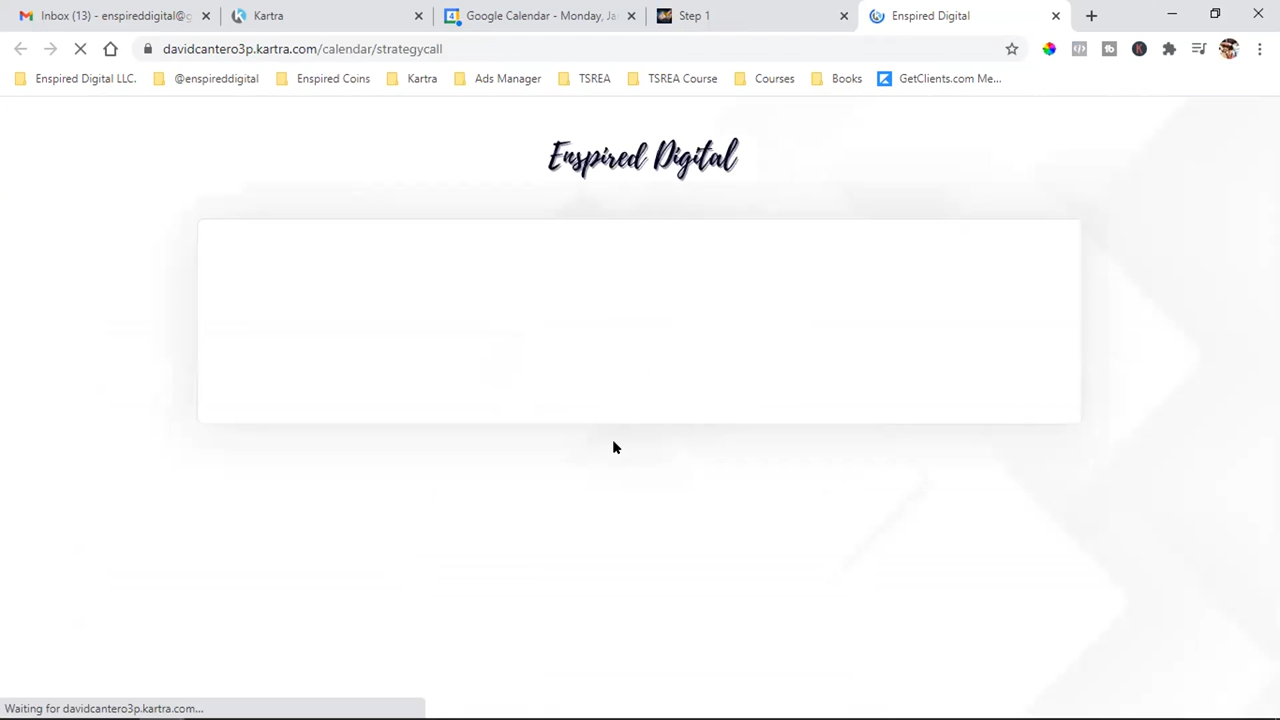 Inbox (13) - enspireddigital@g
Kartra
Google Calendar - Monday, Ja
Step 1
Enspired Digital
davidcantero3p.kartra.com/calendar/strategycall
Enspired Digital LLC.
@enspireddigital
Enspired Coins
Kartra
Ads Manager
TSREA
TSREA Course
Courses
Books
GetClients.com Me...
Enspired Digital
Waiting for davidcantero3p.kartra.com...